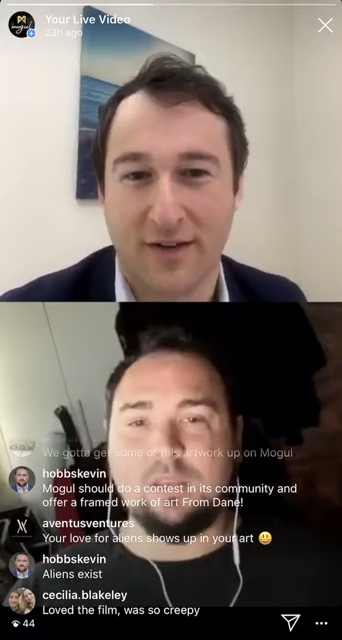 Your Live Video
23h ago
We gotta get some of this artwork up on Mogul
hobbskevin
Mogul should do a contest in its community and
offer a framed work of art From Dane!
aventusventures
Your love for aliens shows up in your art 😃
hobbskevin
Aliens exist
cecilia.blakeley
Loved the film, was so creepy
44